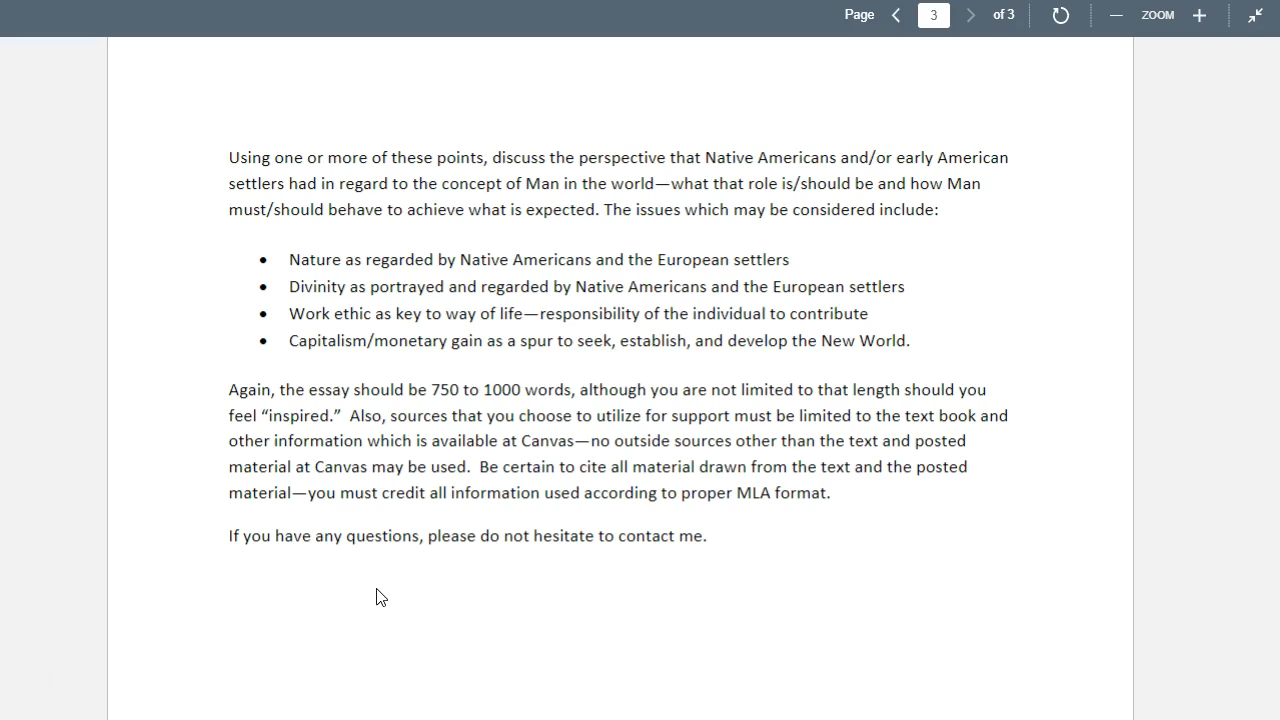 Page 3 of 3 ZOOM
Using one or more of these points, discuss the perspective that Native Americans and/or early American
settlers had in regard to the concept of Man in the world—what that role is/should be and how Man
must/should behave to achieve what is expected. The issues which may be considered include:
• Nature as regarded by Native Americans and the European settlers
• Divinity as portrayed and regarded by Native Americans and the European settlers
• Work ethic as key to way of life—responsibility of the individual to contribute
• Capitalism/monetary gain as a spur to seek, establish, and develop the New World.
Again, the essay should be 750 to 1000 words, although you are not limited to that length should you
feel “inspired.”  Also, sources that you choose to utilize for support must be limited to the text book and
other information which is available at Canvas—no outside sources other than the text and posted
material at Canvas may be used.  Be certain to cite all material drawn from the text and the posted
material—you must credit all information used according to proper MLA format.
If you have any questions, please do not hesitate to contact me.